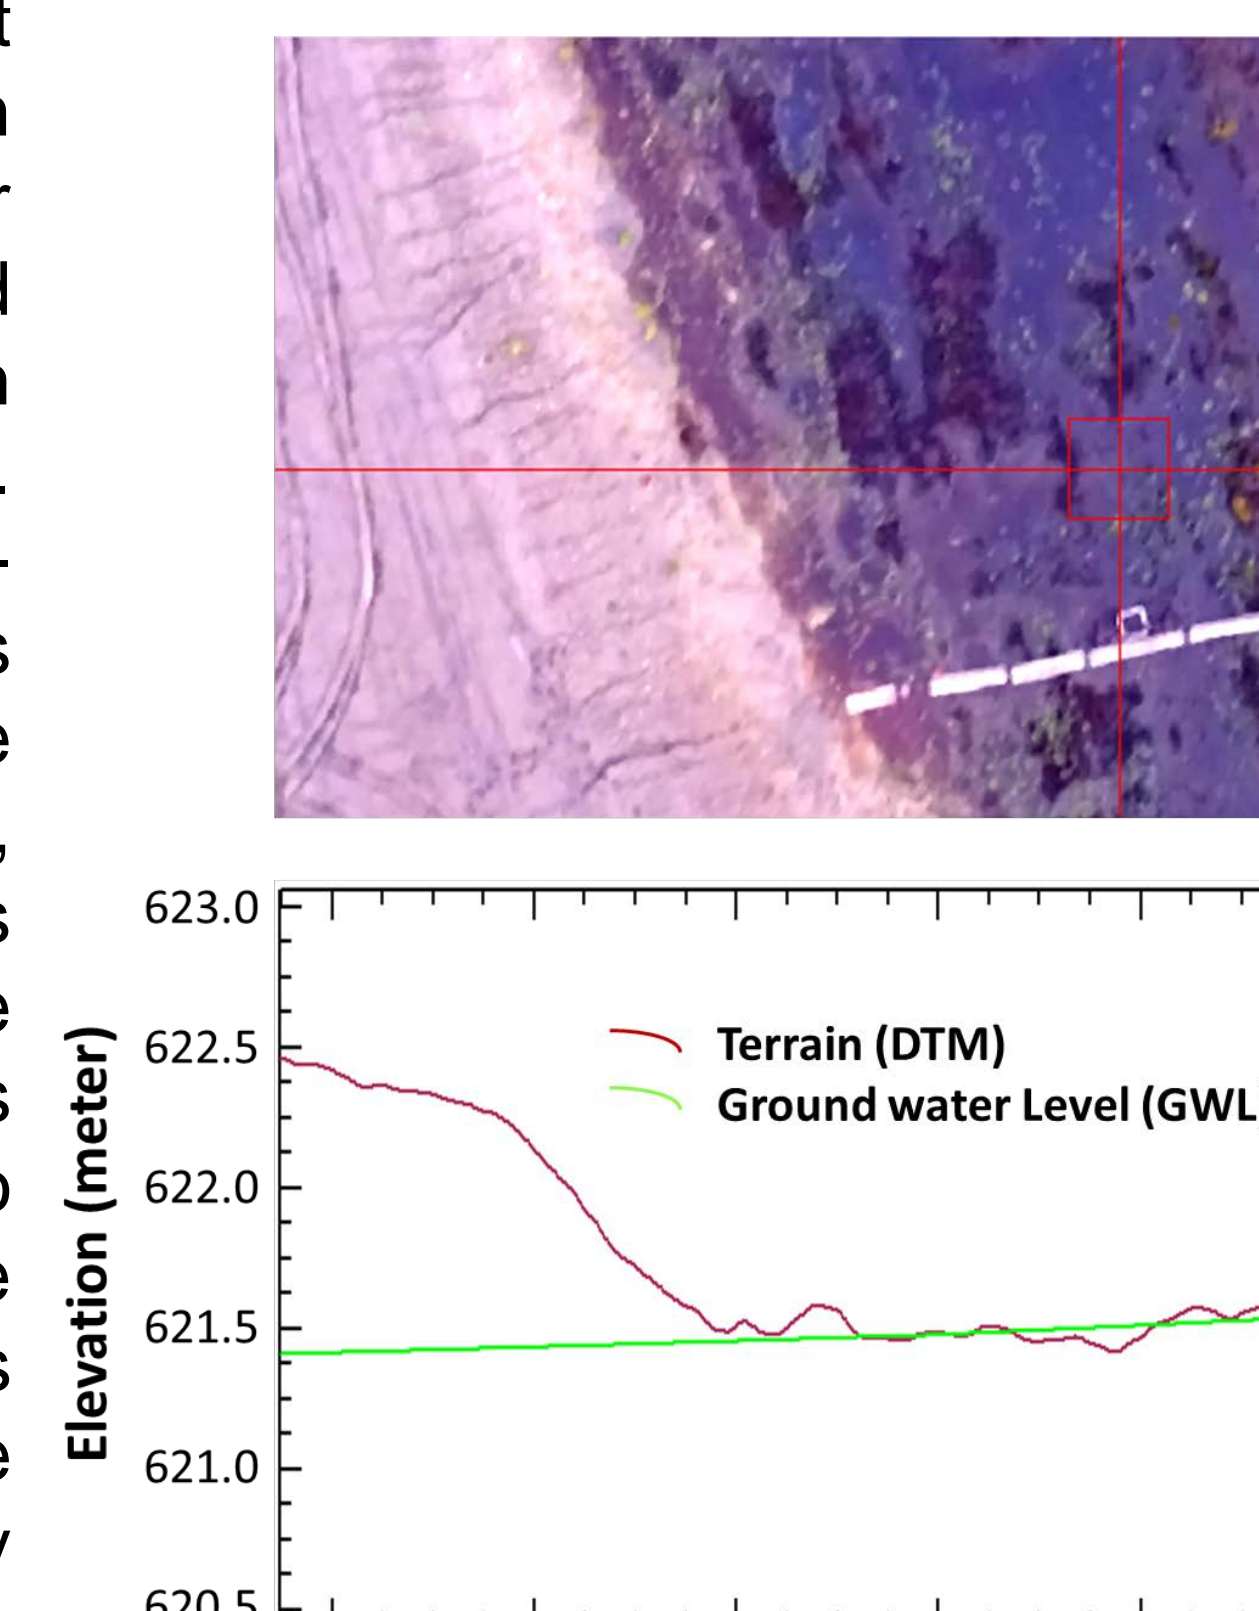 t
n
r
d
n
s
e
,
s
e
s
e
s
e
y
623.0
622.5
Terrain (DTM)
Ground water Level (GWL
622.0
621.5
621.0
Elevation (meter)